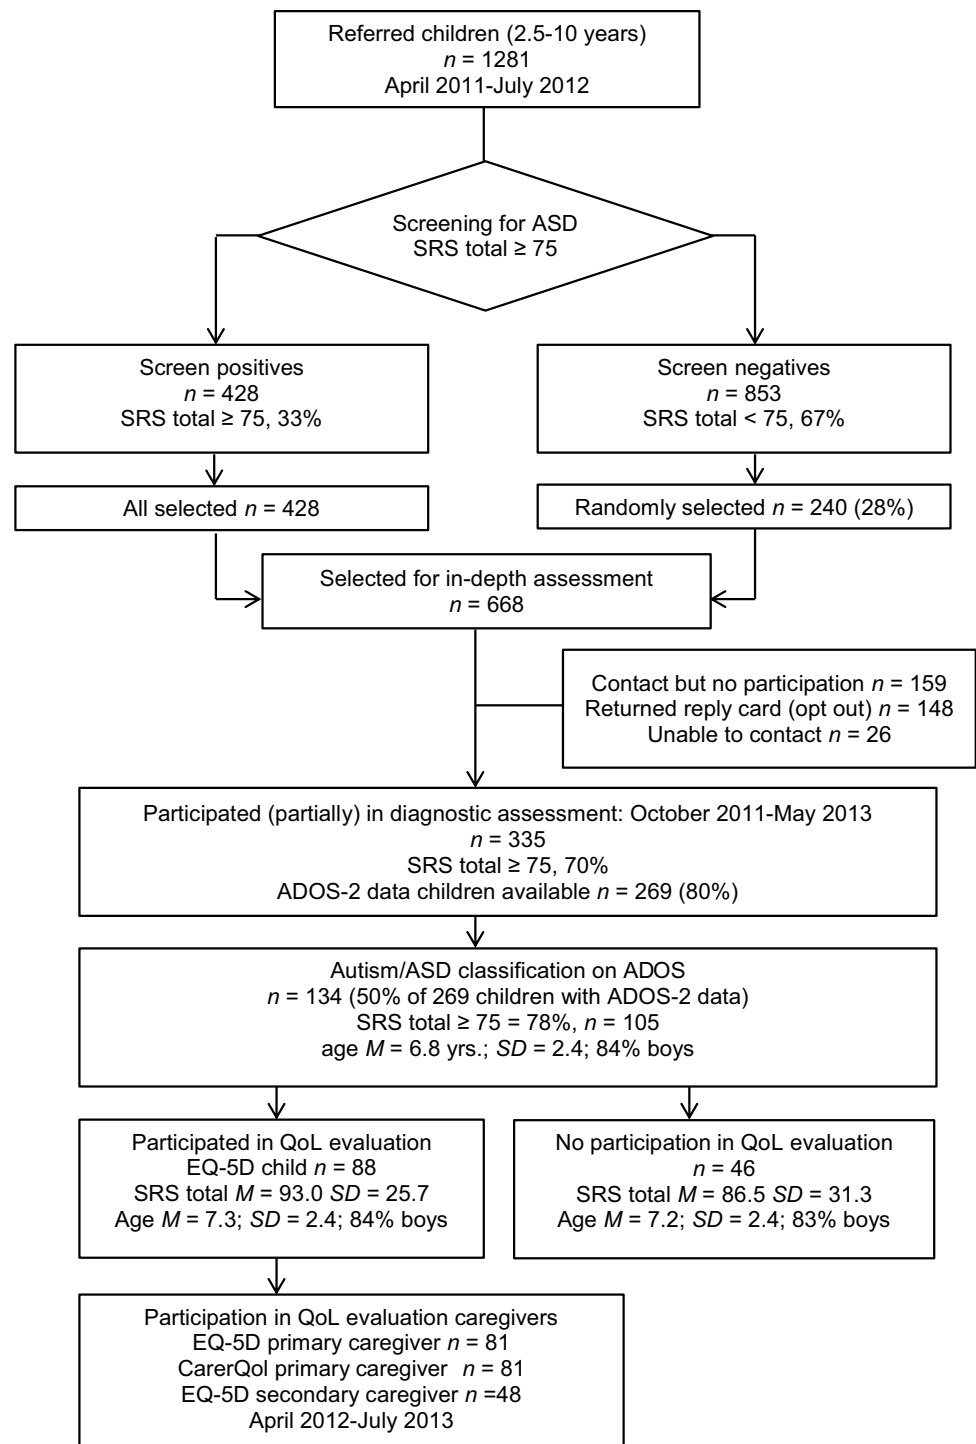 Referred children (2.5-10 years)
n = 1281
April 2011-July 2012
Screening for ASD
SRS total ≥ 75
Screen positives
n = 428
SRS total ≥ 75, 33%
Screen negatives
n = 853
SRS total < 75, 67%
All selected n = 428
Randomly selected n = 240 (28%)
Selected for in-depth assessment
n = 668
Contact but no participation n = 159
Returned reply card (opt out) n = 148
Unable to contact n = 26
Participated (partially) in diagnostic assessment: October 2011-May 2013
n = 335
SRS total ≥ 75, 70%
ADOS-2 data children available n = 269 (80%)
Autism/ASD classification on ADOS
n = 134 (50% of 269 children with ADOS-2 data)
SRS total ≥ 75 = 78%, n = 105
age M = 6.8 yrs.; SD = 2.4; 84% boys
Participated in QoL evaluation
EQ-5D child n = 88
SRS total M = 93.0 SD = 25.7
Age M = 7.3; SD = 2.4; 84% boys
No participation in QoL evaluation
n = 46
SRS total M = 86.5 SD = 31.3
Age M = 7.2; SD = 2.4; 83% boys
Participation in QoL evaluation caregivers
EQ-5D primary caregiver n = 81
CarerQol primary caregiver n = 81
EQ-5D secondary caregiver n =48
April 2012-July 2013